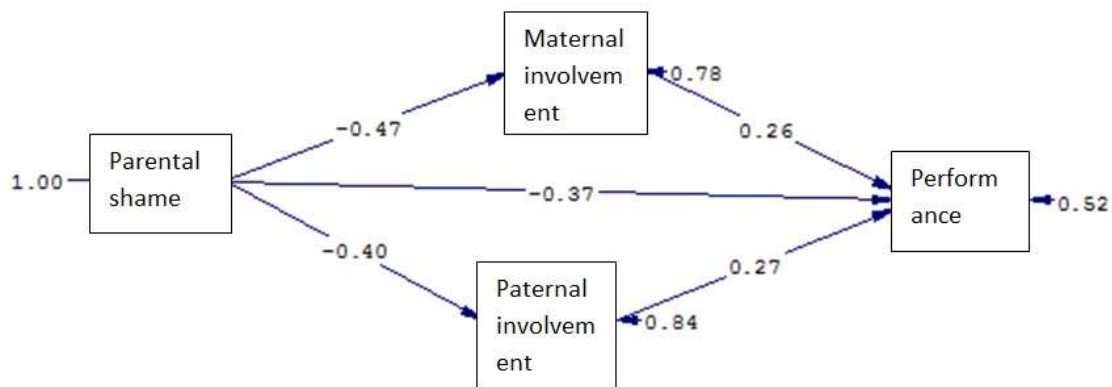 Maternal
involvem
ent
0.78
-0.47
0.26
Parental
shame
1.00
-0.37
Perform
ance
0.52
-0.40
0.27
Paternal
involvem
ent
0.84